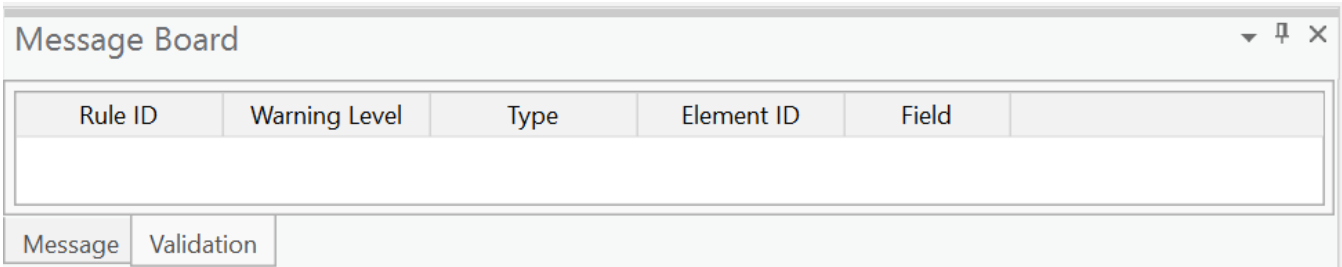 Message Board
Rule ID Warning Level Type Element ID Field
Message Validation